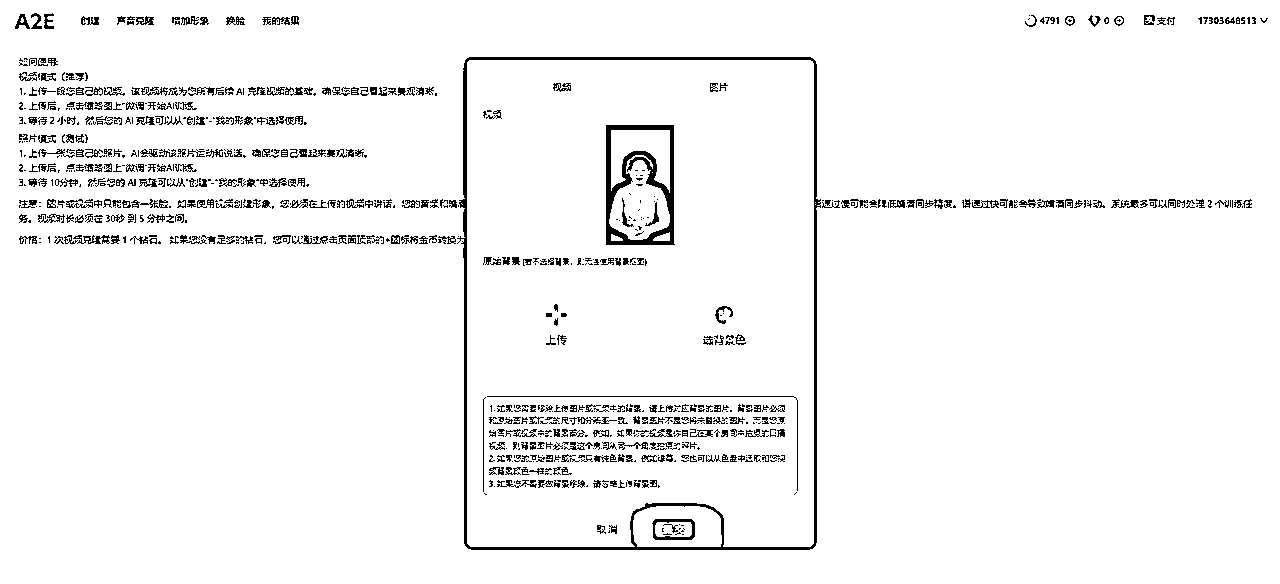 A2E 创建 声音克隆 增加形象 换脸 我的结果 4791 0 支付 17303648513
如何使用:
视频模式（推荐）
1. 上传一段您自己的视频。该视频将成为您所有后续 AI 克隆视频的基础。确保您自己看起来美观清晰。
2. 上传后，点击缩略图上“微调”开始AI训练。
3. 等待 2 小时，然后您的 AI 克隆可以从“创建”-“我的形象”中选择使用。
照片模式（测试）
1. 上传一张您自己的照片。AI会驱动该照片运动和说话。确保您自己看起来美观清晰。
2. 上传后，点击缩略图上“微调”开始AI训练。
3. 等待 10分钟，然后您的 AI 克隆可以从“创建”-“我的形象”中选择使用。
注意：图片或视频中只能包含一张脸。如果使用视频创建形象，您必须在上传的视频中讲话。您的音频和嘴唇
语速过慢可能会降低嘴唇同步精度。语速过快可能会导致嘴唇同步抖动。系统最多可以同时处理 2 个训练任
务。视频时长必须在 30秒 到 5 分钟之间。
价格：1 次视频克隆需要 1 个钻石。 如果您没有足够的钻石，您可以通过点击页面顶部的+图标将金币转换为
视频 图片
视频
原始背景 (若不选择背景，则无法使用背景抠图)
上传 选背景色
1. 如果您需要移除上传图片或视频中的背景，请上传对应背景的图片。背景图片必须
和原始图片或视频的尺寸和分辨率一致。背景图片不是您将来替换的图片，而是您原
始图片或视频中的背景部分。例如，如果你的视频是你自己在某个房间中拍摄的口播
视频，则背景图片必须是这个房间从同一个角度拍摄的照片。
2. 如果您的原始图片或视频只有纯色背景，例如绿幕，您也可以从色盘中选取和您视
频背景颜色一样的颜色。
3. 如果您不需要做背景移除，请忽略上传背景图。
取消